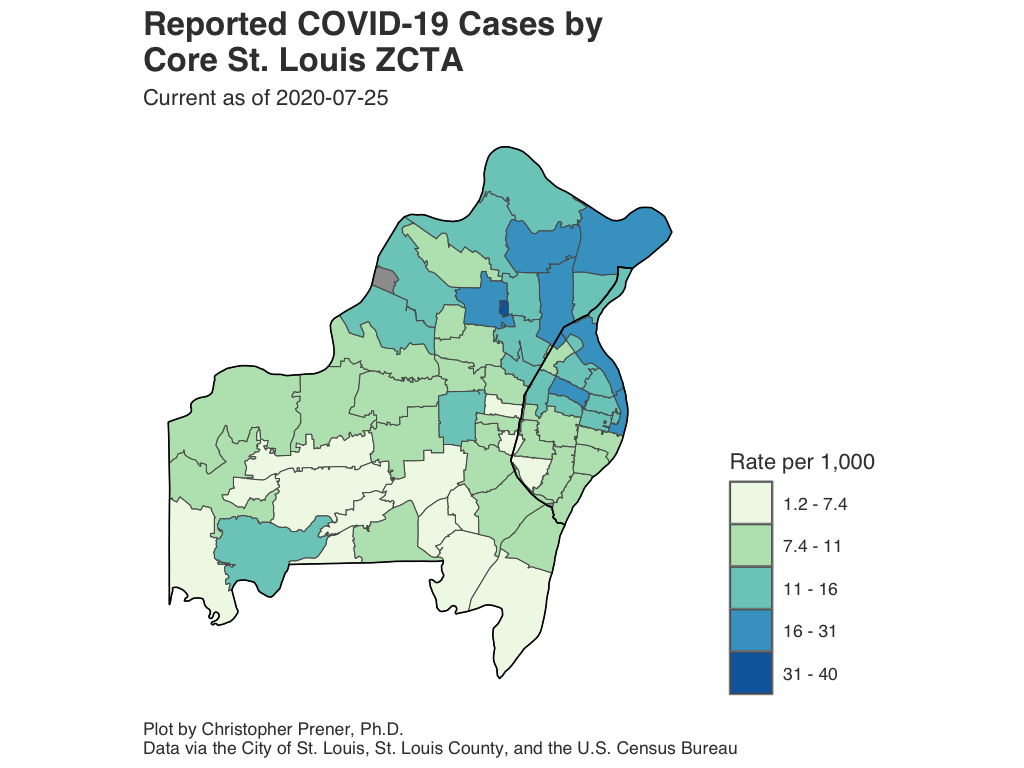 Reported COVID-19 Cases by
Core St. Louis ZCTA
Current as of 2020-07-25
Rate per 1,000
1.2 - 7.4
7.4 - 11
11 - 16
16 - 31
31 - 40
Plot by Christopher Prener, Ph.D.
Data via the City of St. Louis, St. Louis County, and the U.S. Census Bureau